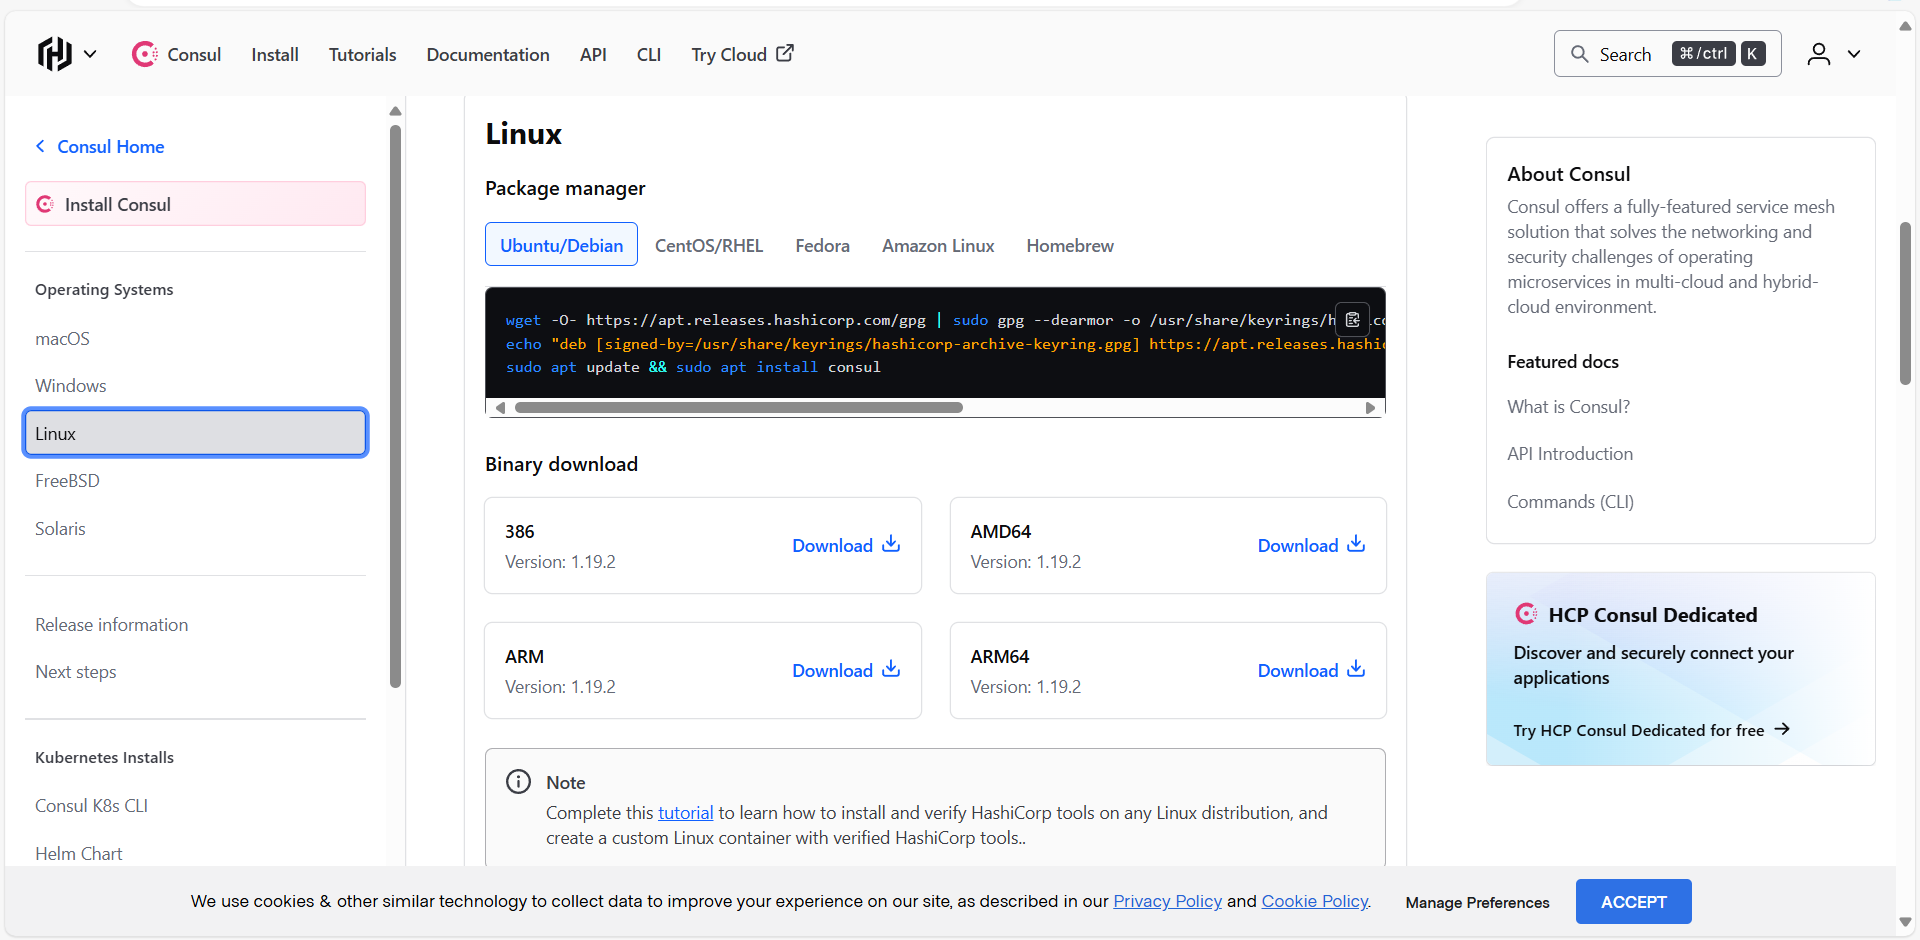 Consul
Install
Tutorials
Documentation
API
CLI
Try Cloud
Search
⌘/ctrl
K
Consul Home
Install Consul
Operating Systems
macOS
Windows
Linux
FreeBSD
Solaris
Release information
Next steps
Kubernetes Installs
Consul K8s CLI
Helm Chart
Linux
Package manager
Ubuntu/Debian
CentOS/RHEL
Fedora
Amazon Linux
Homebrew
wget -O- https://apt.releases.hashicorp.com/gpg | sudo gpg --dearmor -o /usr/share/keyrings/
echo "deb [signed-by=/usr/share/keyrings/hashicorp-archive-keyring.gpg] https://apt.releases.hashic
sudo apt update && sudo apt install consul
Binary download
386
Version: 1.19.2
Download
AMD64
Version: 1.19.2
Download
ARM
Version: 1.19.2
Download
ARM64
Version: 1.19.2
Download
Note
Complete this tutorial to learn how to install and verify HashiCorp tools on any Linux distribution, and
create a custom Linux container with verified HashiCorp tools..
About Consul
Consul offers a fully-featured service mesh
solution that solves the networking and
security challenges of operating
microservices in multi-cloud and hybrid-
cloud environment.
Featured docs
What is Consul?
API Introduction
Commands (CLI)
HCP Consul Dedicated
Discover and securely connect your
applications
Try HCP Consul Dedicated for free
We use cookies & other similar technology to collect data to improve your experience on our site, as described in our Privacy Policy and Cookie Policy.
Manage Preferences
ACCEPT